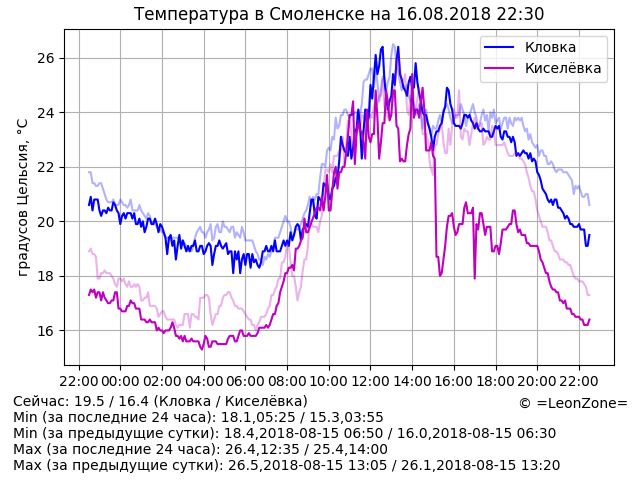 Температура в Смоленске на 16.08.2018 22:30
Кловка
Киселёвка
градусов Цельсия, °C
26
24
22
20
18
16
22:00 00:00 02:00 04:00 06:00 08:00 10:00 12:00 14:00 16:00 18:00 20:00 22:00
Сейчас: 19.5 / 16.4 (Кловка / Киселёвка)
© =LeonZone=
Min (за последние 24 часа): 18.1,05:25 / 15.3,03:55
Min (за предыдущие сутки): 18.4,2018-08-15 06:50 / 16.0,2018-08-15 06:30
Max (за последние 24 часа): 26.4,12:35 / 25.4,14:00
Max (за предыдущие сутки): 26.5,2018-08-15 13:05 / 26.1,2018-08-15 13:20